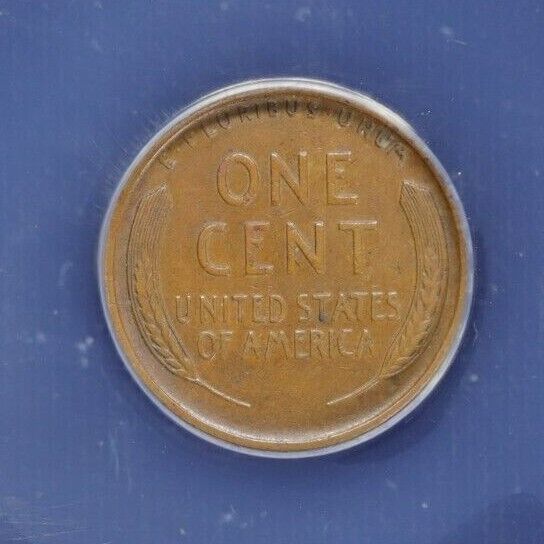 E·PLURIBUS·UNUM
ONE
CENT
UNITED STATES
OF AMERICA